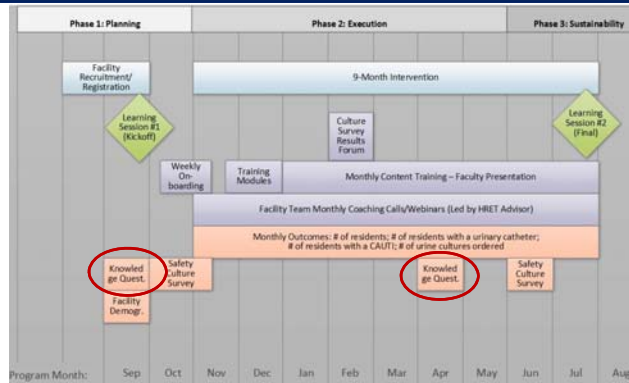 Phase 1: Planning
Phase 2: Execution
Phase 3: Sustainability
Facility
Recruitment/
Registration
9-Month Intervention
Learning
Session #1
(Kickoff)
Culture
Survey
Results
Forum
Learning
Session #2
(Final)
Weekly
On-
boarding
Training
Modules
Monthly Content Training – Faculty Presentation
Facility Team Monthly Coaching Calls/Webinars (Led by HRET Advisor)
Monthly Outcomes: # of residents; # of residents with a urinary catheter;
# of residents with a CAUTI; # of urine cultures ordered
Knowled
ge Quest.
Safety
Culture
Survey
Knowled
ge Quest.
Safety
Culture
Survey
Facility
Demogr.
Program Month: Sep Oct Nov Dec Jan Feb Mar Apr May Jun Jul Aug